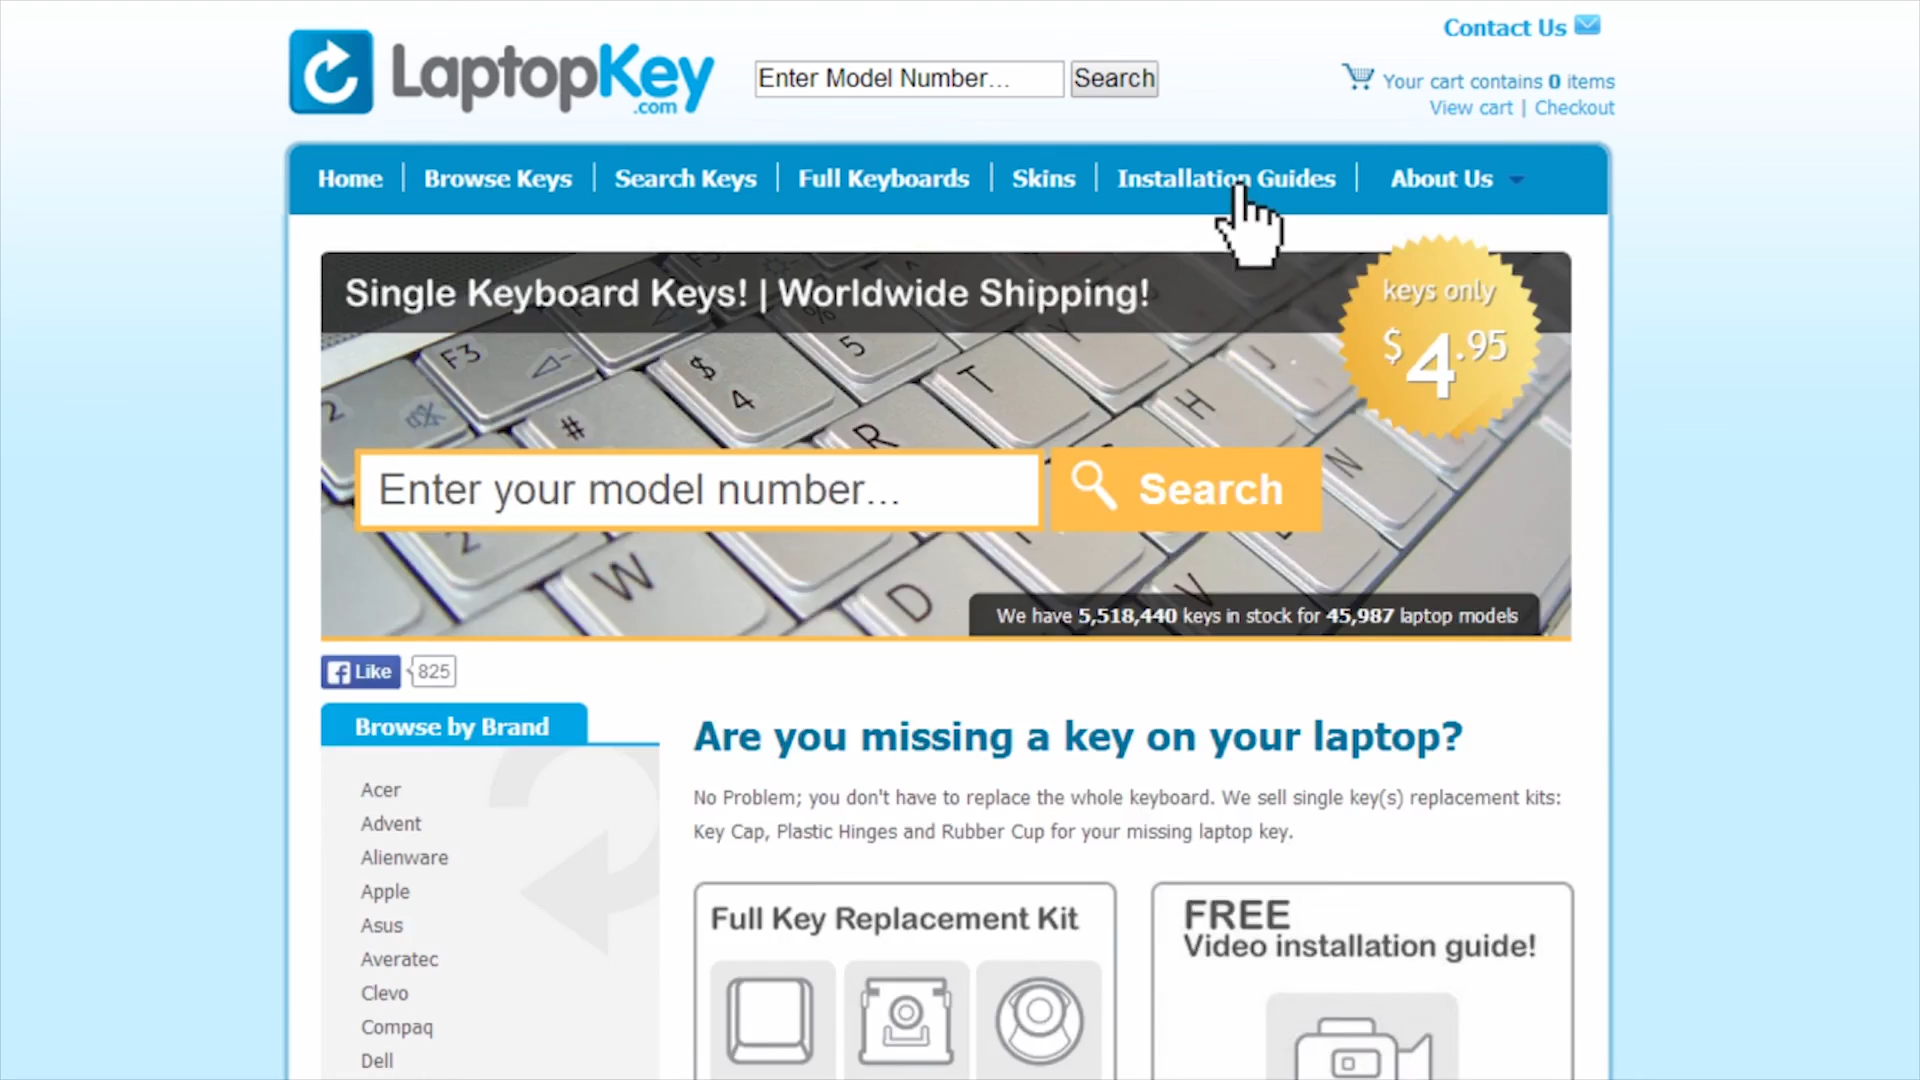 Contact Us
LaptopKey
.com
Enter Model Number...
Search
Your cart contains 0 items
View cart | Checkout
Home
Browse Keys
Search Keys
Full Keyboards
Skins
Installation Guides
About Us
Single Keyboard Keys! | Worldwide Shipping!
keys only
$4.95
F3
$
4
%
5
T
Y
J
2
#
R
H
N
Enter your model number...
Search
Z
W
D
V
We have 5,518,440 keys in stock for 45,987 laptop models
Like
825
Browse by Brand
Are you missing a key on your laptop?
No Problem; you don't have to replace the whole keyboard. We sell single key(s) replacement kits:
Key Cap, Plastic Hinges and Rubber Cup for your missing laptop key.
Acer
Advent
Alienware
Apple
Asus
Averatec
Clevo
Compaq
Dell
Full Key Replacement Kit
FREE
Video installation guide!